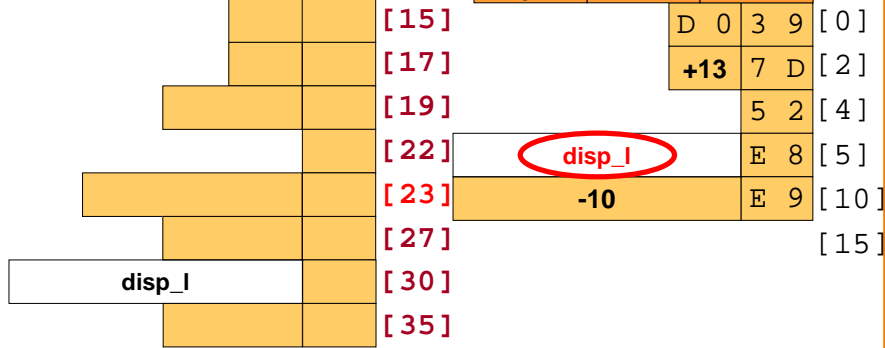 [15] D 0 3 9 [0]
[17] +13 7 D [2]
[19] 5 2 [4]
[22] disp_l E 8 [5]
[23] -10 E 9 [10]
[27] [15]
disp_l [30]
[35]